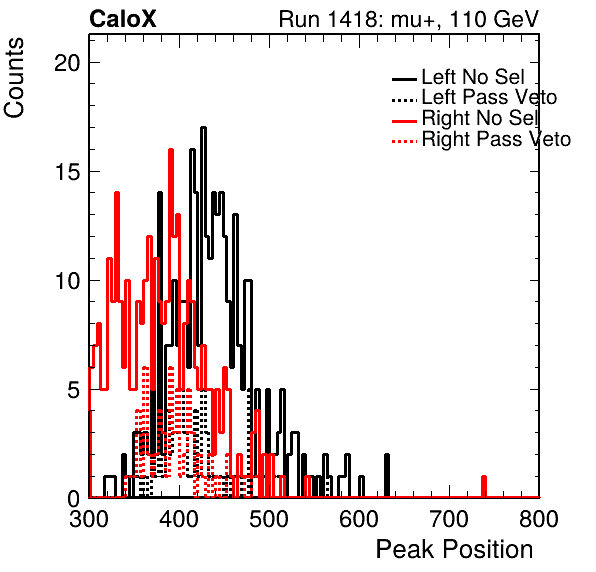 CaloX Run 1418: mu+, 110 GeV
Counts
20
15
10
5
0
Left No Sel
Left Pass Veto
Right No Sel
Right Pass Veto
300 400 500 600 700 800
Peak Position